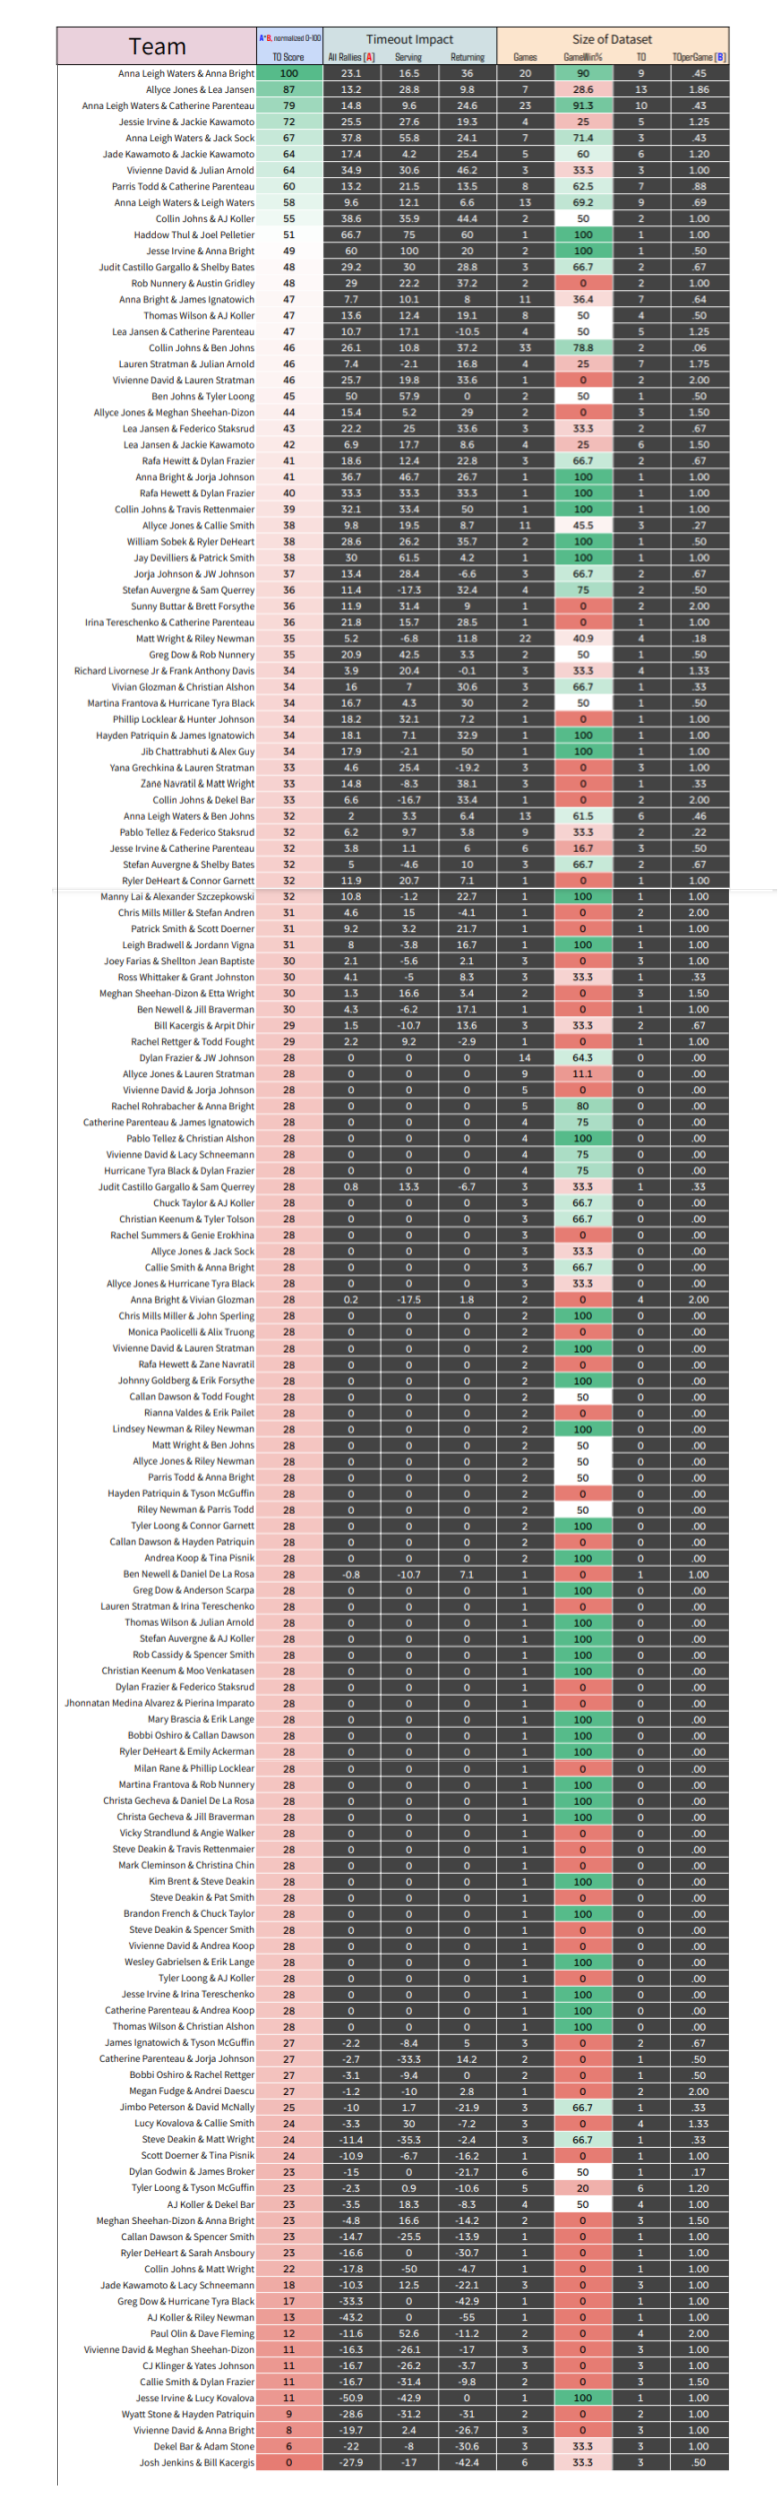 Team A*B, normalized 0-100 Timeout Impact Size of Dataset
TO Score All Rallies [A] Serving Returning Games GameWin% TO TOperGame [B]
Anna Leigh Waters & Anna Bright 100 23.1 16.5 36 20 90 9 .45
Allyce Jones & Lea Jansen 87 13.2 28.8 9.8 7 28.6 13 1.86
Anna Leigh Waters & Catherine Parenteau 79 14.8 9.6 24.6 23 91.3 10 .43
Jessie Irvine & Jackie Kawamoto 72 25.5 27.6 19.3 4 25 5 1.25
Anna Leigh Waters & Jack Sock 67 37.8 55.8 24.1 7 71.4 3 .43
Jade Kawamoto & Jackie Kawamoto 64 17.4 4.2 25.4 5 60 6 1.20
Vivienne David & Julian Arnold 64 34.9 30.6 46.2 3 33.3 3 1.00
Parris Todd & Catherine Parenteau 60 13.2 21.5 13.5 8 62.5 7 .88
Anna Leigh Waters & Leigh Waters 58 9.6 12.1 6.6 13 69.2 9 .69
Collin Johns & AJ Koller 55 38.6 35.9 44.4 2 50 2 1.00
Haddow Thul & Joel Pelletier 51 66.7 75 60 1 100 1 1.00
Jesse Irvine & Anna Bright 49 60 100 20 2 100 1 .50
Judit Castillo Gargallo & Shelby Bates 48 29.2 30 28.8 3 66.7 2 .67
Rob Nunnery & Austin Gridley 48 29 22.2 37.2 2 0 2 1.00
Anna Bright & James Ignatowich 47 7.7 10.1 8 11 36.4 7 .64
Thomas Wilson & AJ Koller 47 13.6 12.4 19.1 8 50 4 .50
Lea Jansen & Catherine Parenteau 47 10.7 17.1 -10.5 4 50 5 1.25
Collin Johns & Ben Johns 46 26.1 10.8 37.2 33 78.8 2 .06
Lauren Stratman & Julian Arnold 46 7.4 -2.1 16.8 4 25 7 1.75
Vivienne David & Lauren Stratman 46 25.7 19.8 33.6 1 0 2 2.00
Ben Johns & Tyler Loong 45 50 57.9 0 2 50 1 .50
Allyce Jones & Meghan Sheehan-Dizon 44 15.4 5.2 29 2 0 3 1.50
Lea Jansen & Federico Staksrud 43 22.2 25 33.6 3 33.3 2 .67
Lea Jansen & Jackie Kawamoto 42 6.9 17.7 8.6 4 25 6 1.50
Rafa Hewitt & Dylan Frazier 41 18.6 12.4 22.8 3 66.7 2 .67
Anna Bright & Jorja Johnson 41 36.7 46.7 26.7 1 100 1 1.00
Rafa Hewett & Dylan Frazier 40 33.3 33.3 33.3 1 100 1 1.00
Collin Johns & Travis Rettenmaier 39 32.1 33.4 50 1 100 1 1.00
Allyce Jones & Callie Smith 38 9.8 19.5 8.7 11 45.5 3 .27
William Sobek & Ryler DeHeart 38 28.6 26.2 35.7 2 100 1 .50
Jay Devilliers & Patrick Smith 38 30 61.5 4.2 1 100 1 1.00
Jorja Johnson & JW Johnson 37 13.4 28.4 -6.6 3 66.7 2 .67
Stefan Auvergne & Sam Querrey 36 11.4 -17.3 32.4 4 75 2 .50
Sunny Buttar & Brett Forsythe 36 11.9 31.4 9 1 0 2 2.00
Irina Tereschenko & Catherine Parenteau 36 21.8 15.7 28.5 1 0 1 1.00
Matt Wright & Riley Newman 35 5.2 -6.8 11.8 22 40.9 4 .18
Greg Dow & Rob Nunnery 35 20.9 42.5 3.3 2 50 1 .50
Richard Livornese Jr & Frank Anthony Davis 34 3.9 20.4 -0.1 3 33.3 4 1.33
Vivian Glozman & Christian Alshon 34 16 7 30.6 3 66.7 1 .33
Martina Frantova & Hurricane Tyra Black 34 16.7 4.3 30 2 50 1 .50
Phillip Locklear & Hunter Johnson 34 18.2 32.1 7.2 1 0 1 1.00
Hayden Patriquin & James Ignatowich 34 18.1 7.1 32.9 1 100 1 1.00
Jib Chattrabhuti & Alex Guy 34 17.9 -2.1 50 1 100 1 1.00
Yana Grechkina & Lauren Stratman 33 4.6 25.4 -19.2 3 0 3 1.00
Zane Navratil & Matt Wright 33 14.8 -8.3 38.1 3 0 1 .33
Collin Johns & Dekel Bar 33 6.6 -16.7 33.4 1 0 2 2.00
Anna Leigh Waters & Ben Johns 32 2 3.3 6.4 13 61.5 6 .46
Pablo Tellez & Federico Staksrud 32 6.2 9.7 3.8 9 33.3 2 .22
Jesse Irvine & Catherine Parenteau 32 3.8 1.1 6 6 16.7 3 .50
Stefan Auvergne & Shelby Bates 32 5 -4.6 10 3 66.7 2 .67
Ryler DeHeart & Connor Garnett 32 11.9 20.7 7.1 1 0 1 1.00
Manny Lai & Alexander Szczepkowski 32 10.8 -1.2 22.7 1 100 1 1.00
Chris Mills Miller & Stefan Andren 31 4.6 15 -4.1 1 0 2 2.00
Patrick Smith & Scott Doerner 31 9.2 3.2 21.7 1 0 1 1.00
Leigh Bradwell & Jordann Vigna 31 8 -3.8 16.7 1 100 1 1.00
Joey Farias & Shellton Jean Baptiste 30 2.1 -5.6 2.1 3 0 3 1.00
Ross Whittaker & Grant Johnston 30 4.1 -5 8.3 3 33.3 1 .33
Meghan Sheehan-Dizon & Etta Wright 30 1.3 16.6 3.4 2 0 3 1.50
Ben Newell & Jill Braverman 30 4.3 -6.2 17.1 1 0 1 1.00
Bill Kacergis & Arpit Dhir 29 1.5 -10.7 13.6 3 33.3 2 .67
Rachel Rettger & Todd Fought 29 2.2 9.2 -2.9 1 0 1 1.00
Dylan Frazier & JW Johnson 28 0 0 0 14 64.3 0 .00
Allyce Jones & Lauren Stratman 28 0 0 0 9 11.1 0 .00
Vivienne David & Jorja Johnson 28 0 0 0 5 0 0 .00
Rachel Rohrabacher & Anna Bright 28 0 0 0 5 80 0 .00
Catherine Parenteau & James Ignatowich 28 0 0 0 4 75 0 .00
Pablo Tellez & Christian Alshon 28 0 0 0 4 100 0 .00
Vivienne David & Lacy Schneemann 28 0 0 0 4 75 0 .00
Hurricane Tyra Black & Dylan Frazier 28 0 0 0 4 75 0 .00
Judit Castillo Gargallo & Sam Querrey 28 0.8 13.3 -6.7 3 33.3 1 .33
Chuck Taylor & AJ Koller 28 0 0 0 3 66.7 0 .00
Christian Keenum & Tyler Tolson 28 0 0 0 3 66.7 0 .00
Rachel Summers & Genie Erokhina 28 0 0 0 3 0 0 .00
Allyce Jones & Jack Sock 28 0 0 0 3 33.3 0 .00
Callie Smith & Anna Bright 28 0 0 0 3 66.7 0 .00
Allyce Jones & Hurricane Tyra Black 28 0 0 0 3 33.3 0 .00
Anna Bright & Vivian Glozman 28 0.2 -17.5 1.8 2 0 4 2.00
Chris Mills Miller & John Sperling 28 0 0 0 2 100 0 .00
Monica Paolicelli & Alix Truong 28 0 0 0 2 0 0 .00
Vivienne David & Lauren Stratman 28 0 0 0 2 100 0 .00
Rafa Hewett & Zane Navratil 28 0 0 0 2 0 0 .00
Johnny Goldberg & Erik Forsythe 28 0 0 0 2 100 0 .00
Callan Dawson & Todd Fought 28 0 0 0 2 50 0 .00
Rianna Valdes & Erik Pailet 28 0 0 0 2 0 0 .00
Lindsey Newman & Riley Newman 28 0 0 0 2 100 0 .00
Matt Wright & Ben Johns 28 0 0 0 2 50 0 .00
Allyce Jones & Riley Newman 28 0 0 0 2 50 0 .00
Parris Todd & Anna Bright 28 0 0 0 2 50 0 .00
Hayden Patriquin & Tyson McGuffin 28 0 0 0 2 0 0 .00
Riley Newman & Parris Todd 28 0 0 0 2 50 0 .00
Tyler Loong & Connor Garnett 28 0 0 0 2 100 0 .00
Callan Dawson & Hayden Patriquin 28 0 0 0 2 0 0 .00
Andrea Koop & Tina Pisnik 28 0 0 0 2 100 0 .00
Ben Newell & Daniel De La Rosa 28 -0.8 -10.7 7.1 1 0 1 1.00
Greg Dow & Anderson Scarpa 28 0 0 0 1 100 0 .00
Lauren Stratman & Irina Tereschenko 28 0 0 0 1 0 0 .00
Thomas Wilson & Julian Arnold 28 0 0 0 1 100 0 .00
Stefan Auvergne & AJ Koller 28 0 0 0 1 100 0 .00
Rob Cassidy & Spencer Smith 28 0 0 0 1 100 0 .00
Christian Keenum & Moo Venkatasen 28 0 0 0 1 100 0 .00
Dylan Frazier & Federico Staksrud 28 0 0 0 1 0 0 .00
Jhonnatan Medina Alvarez & Pierina Imparato 28 0 0 0 1 0 0 .00
Mary Brascia & Erik Lange 28 0 0 0 1 100 0 .00
Bobbi Oshiro & Callan Dawson 28 0 0 0 1 100 0 .00
Ryler DeHeart & Emily Ackerman 28 0 0 0 1 100 0 .00
Milan Rane & Phillip Locklear 28 0 0 0 1 0 0 .00
Martina Frantova & Rob Nunnery 28 0 0 0 1 100 0 .00
Christa Gecheva & Daniel De La Rosa 28 0 0 0 1 100 0 .00
Christa Gecheva & Jill Braverman 28 0 0 0 1 100 0 .00
Vicky Strandlund & Angie Walker 28 0 0 0 1 0 0 .00
Steve Deakin & Travis Rettenmaier 28 0 0 0 1 0 0 .00
Mark Cleminson & Christina Chin 28 0 0 0 1 0 0 .00
Kim Brent & Steve Deakin 28 0 0 0 1 100 0 .00
Steve Deakin & Pat Smith 28 0 0 0 1 0 0 .00
Brandon French & Chuck Taylor 28 0 0 0 1 100 0 .00
Steve Deakin & Spencer Smith 28 0 0 0 1 0 0 .00
Vivienne David & Andrea Koop 28 0 0 0 1 0 0 .00
Wesley Gabrielsen & Erik Lange 28 0 0 0 1 100 0 .00
Tyler Loong & AJ Koller 28 0 0 0 1 0 0 .00
Jesse Irvine & Irina Tereschenko 28 0 0 0 1 100 0 .00
Catherine Parenteau & Andrea Koop 28 0 0 0 1 100 0 .00
Thomas Wilson & Christian Alshon 28 0 0 0 1 100 0 .00
James Ignatowich & Tyson McGuffin 27 -2.2 -8.4 5 3 0 2 .67
Catherine Parenteau & Jorja Johnson 27 -2.7 -33.3 14.2 2 0 1 .50
Bobbi Oshiro & Rachel Rettger 27 -3.1 -9.4 0 2 0 1 .50
Megan Fudge & Andrei Daescu 27 -1.2 -10 2.8 1 0 2 2.00
Jimbo Peterson & David McNally 25 -10 1.7 -21.9 3 66.7 1 .33
Lucy Kovalova & Callie Smith 24 -3.3 30 -7.2 3 0 4 1.33
Steve Deakin & Matt Wright 24 -11.4 -35.3 -2.4 3 66.7 1 .33
Scott Doerner & Tina Pisnik 24 -10.9 -6.7 -16.2 1 0 1 1.00
Dylan Godwin & James Broker 23 -15 0 -21.7 6 50 1 .17
Tyler Loong & Tyson McGuffin 23 -2.3 0.9 -10.6 5 20 6 1.20
AJ Koller & Dekel Bar 23 -3.5 18.3 -8.3 4 50 4 1.00
Meghan Sheehan-Dizon & Anna Bright 23 -4.8 16.6 -14.2 2 0 3 1.50
Callan Dawson & Spencer Smith 23 -14.7 -25.5 -13.9 1 0 1 1.00
Ryler DeHeart & Sarah Ansboury 23 -16.6 0 -30.7 1 0 1 1.00
Collin Johns & Matt Wright 22 -17.8 -50 -4.7 1 0 1 1.00
Jade Kawamoto & Lacy Schneemann 18 -10.3 12.5 -22.1 3 0 3 1.00
Greg Dow & Hurricane Tyra Black 17 -33.3 0 -42.9 1 0 1 1.00
AJ Koller & Riley Newman 13 -43.2 0 -55 1 0 1 1.00
Paul Olin & Dave Fleming 12 -11.6 52.6 -11.2 2 0 4 2.00
Vivienne David & Meghan Sheehan-Dizon 11 -16.3 -26.1 -17 3 0 3 1.00
CJ Klinger & Yates Johnson 11 -16.7 -26.2 -3.7 3 0 3 1.00
Callie Smith & Dylan Frazier 11 -16.7 -31.4 -9.8 2 0 3 1.50
Jesse Irvine & Lucy Kovalova 11 -50.9 -42.9 0 1 100 1 1.00
Wyatt Stone & Hayden Patriquin 9 -28.6 -31.2 -31 2 0 2 1.00
Vivienne David & Anna Bright 8 -19.7 2.4 -26.7 3 0 3 1.00
Dekel Bar & Adam Stone 6 -22 -8 -30.6 3 33.3 3 1.00
Josh Jenkins & Bill Kacergis 0 -27.9 -17 -42.4 6 33.3 3 .50